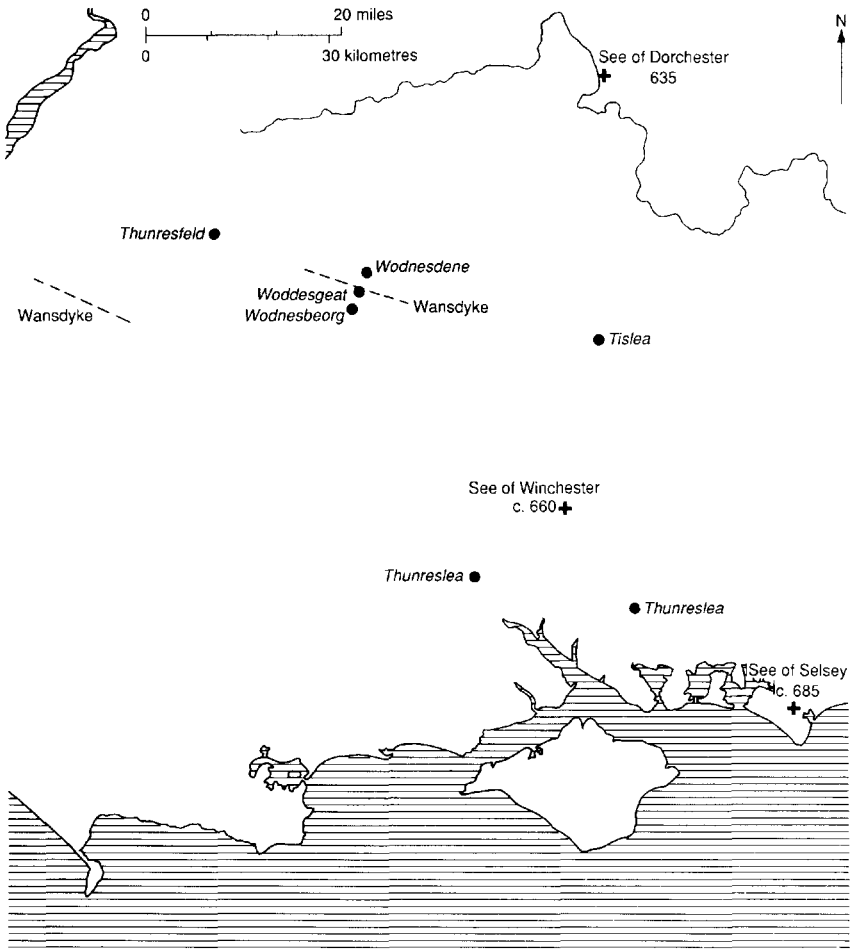 0 20 miles
0 30 kilometres
N
See of Dorchester
635
Thunresfeld
Wodnesdene
Woddesgeat
Wansdyke
Wodnesbeorg
Wansdyke
Tislea
See of Winchester
c. 660
Thunreslea
Thunreslea
See of Selsey
c. 685